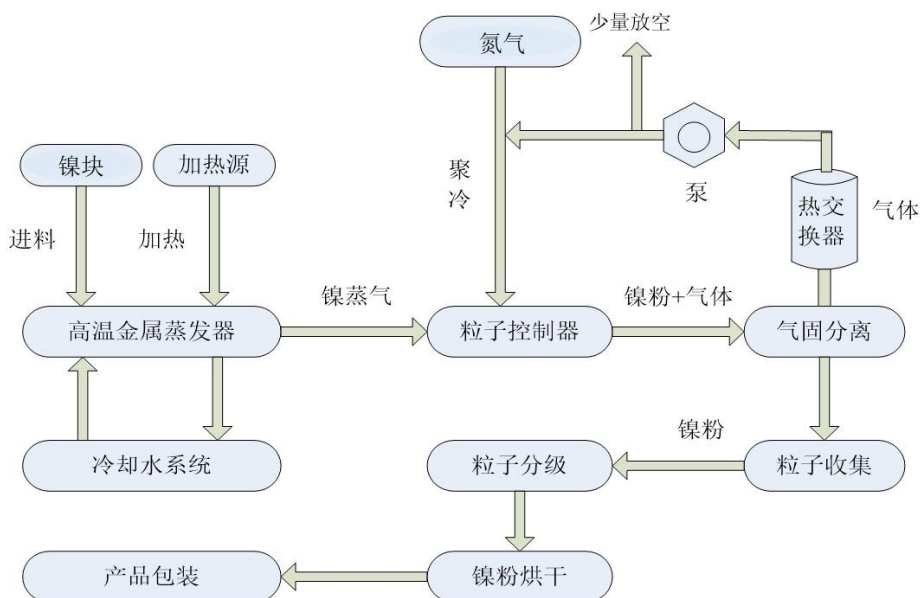 少量放空
氮气
镍块
加热源
聚
冷
泵
热交
换器
气体
进料
加热
镍蒸气
镍粉+气体
高温金属蒸发器
粒子控制器
气固分离
镍粉
冷却水系统
粒子分级
粒子收集
产品包装
镍粉烘干